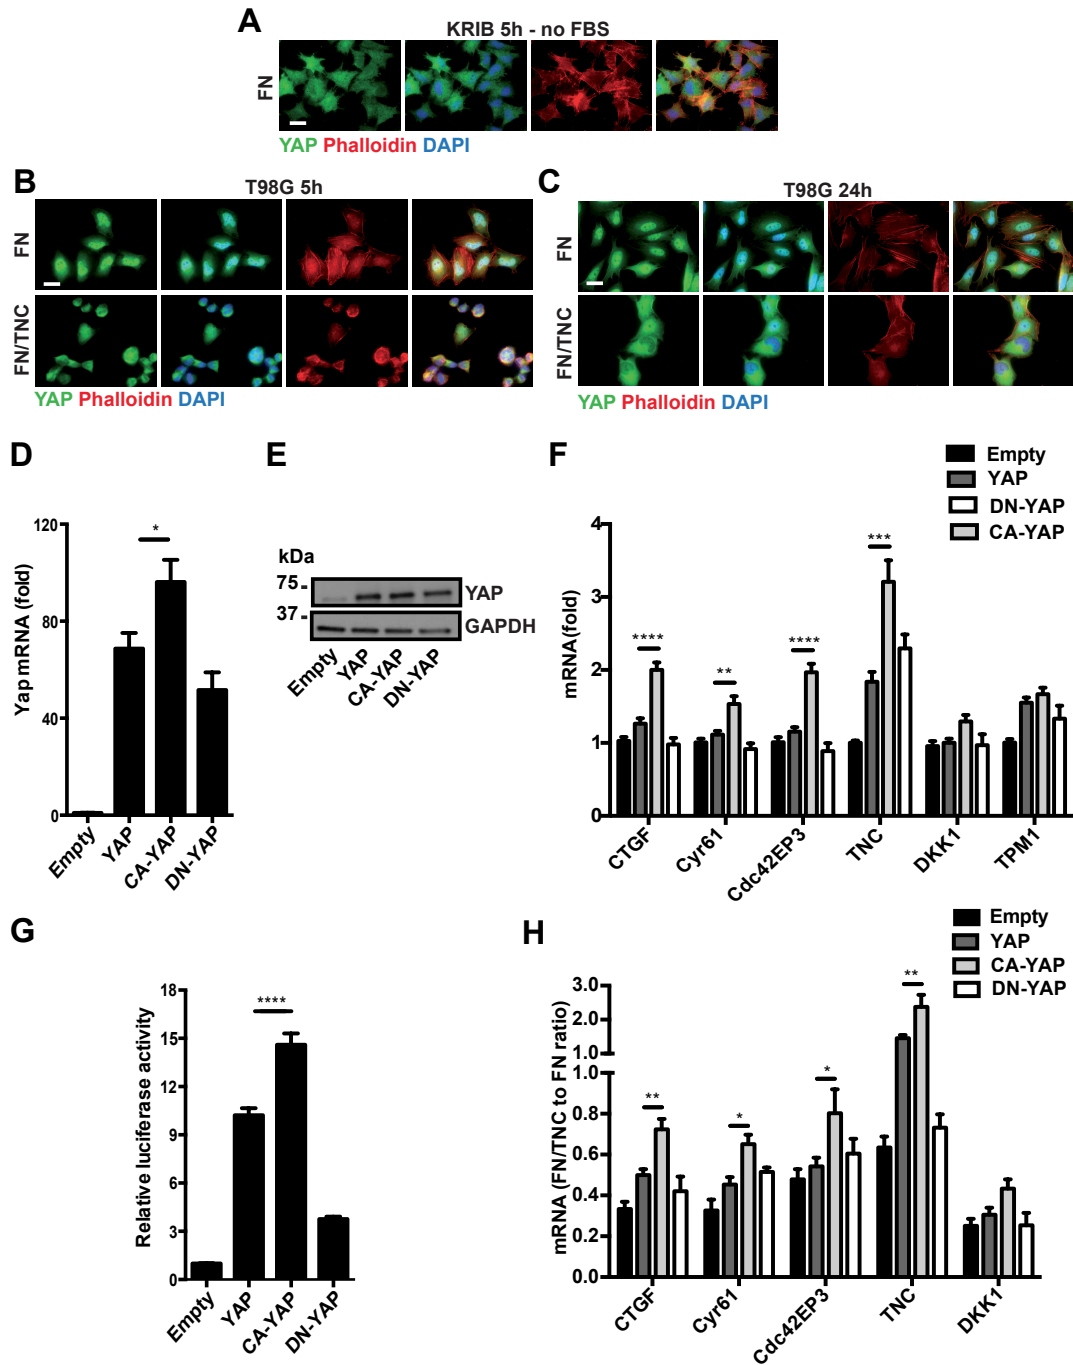 A
KRIB 5h - no FBS
FN
YAP Phalloidin DAPI
B
T98G 5h
FN
FN/TNC
YAP Phalloidin DAPI
C
T98G 24h
FN
FN/TNC
YAP Phalloidin DAPI
D
Yap mRNA (fold)
120
80
40
0
*
Empty
YAP
CA-YAP
DN-YAP
E
kDa
75
37
YAP
GAPDH
Empty
YAP
CA-YAP
DN-YAP
F
Empty
YAP
DN-YAP
CA-YAP
mRNA(fold)
4
3
2
1
0
****
**
****
***
CTGF
Cyr61
Cdc42EP3
TNC
DKK1
TPM1
G
Relative luciferase activity
18
15
12
9
6
3
0
****
Empty
YAP
CA-YAP
DN-YAP
H
Empty
YAP
CA-YAP
DN-YAP
mRNA (FN/TNC to FN ratio)
3.0
2.0
1.0
1.0
0.8
0.6
0.4
0.2
0.0
**
*
*
**
CTGF
Cyr61
Cdc42EP3
TNC
DKK1